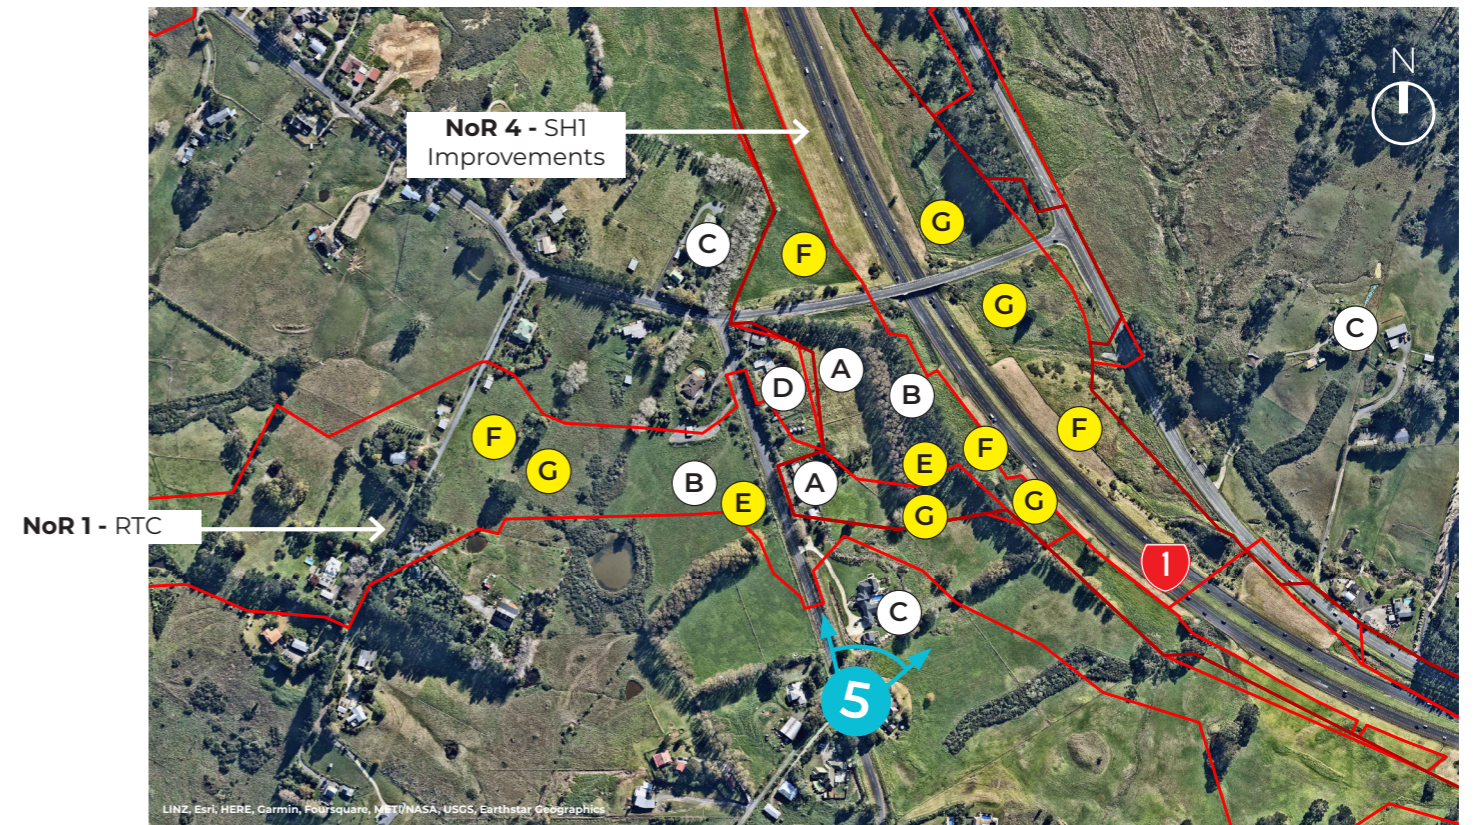 N
NoR 4 - SH1
Improvements
G
C
F
G
C
A
D
B
F
F
F
E
G
B
A
E
G
G
NoR 1 - RTC
1
C
5
LINZ, Esri, HERE, Garmin, Foursquare, METI/NASA, USGS, Earthstar Geographics